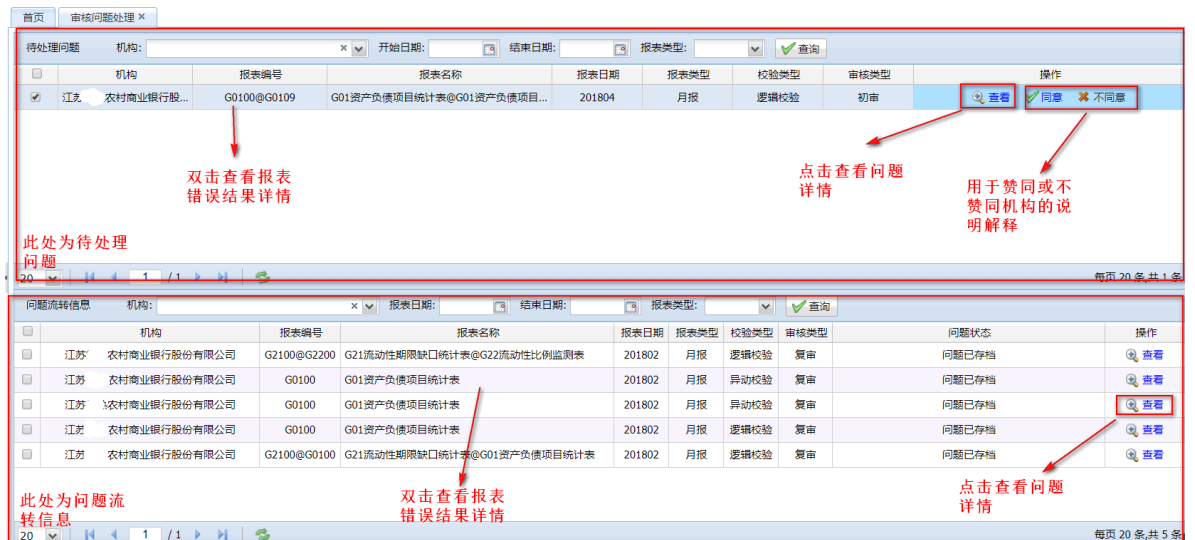 首页 审核问题处理 ×
待处理问题 机构: 开始日期: 结束日期: 报表类型: 查询
机构 报表编号 报表名称 报表日期 报表类型 校验类型 审核类型 操作
江苏 农村商业银行股... G0100@G0109 G01资产负债项目统计表@G01资产负债项目... 201804 月报 逻辑校验 初审 查看 同意 不同意
双击查看报表
错误结果详情
点击查看问题
详情
用于赞同或不
赞同机构的说
明解释
此处为待处理
问题
20 1 / 1 每页 20 条,共 1 条
问题流转信息 机构: 报表日期: 结束日期: 报表类型: 查询
机构 报表编号 报表名称 报表日期 报表类型 校验类型 审核类型 问题状态 操作
江苏 农村商业银行股份有限公司 G2100@G2200 G21流动性期限缺口统计表@G22流动性比例监测表 201802 月报 逻辑校验 复审 问题已存档 查看
江苏 农村商业银行股份有限公司 G0100 G01资产负债项目统计表 201802 月报 异动校验 复审 问题已存档 查看
江苏 农村商业银行股份有限公司 G0100 G01资产负债项目统计表 201802 月报 异动校验 复审 问题已存档 查看
江苏 农村商业银行股份有限公司 G0100 G01资产负债项目统计表 201802 月报 逻辑校验 复审 问题已存档 查看
江苏 农村商业银行股份有限公司 G2100@G0100 G21流动性期限缺口统计表@G01资产负债项目统计表 201802 月报 逻辑校验 复审 问题已存档 查看
双击查看报表
错误结果详情
点击查看问题
详情
此处为问题流
转信息
20 1 / 1 每页 20 条,共 5 条